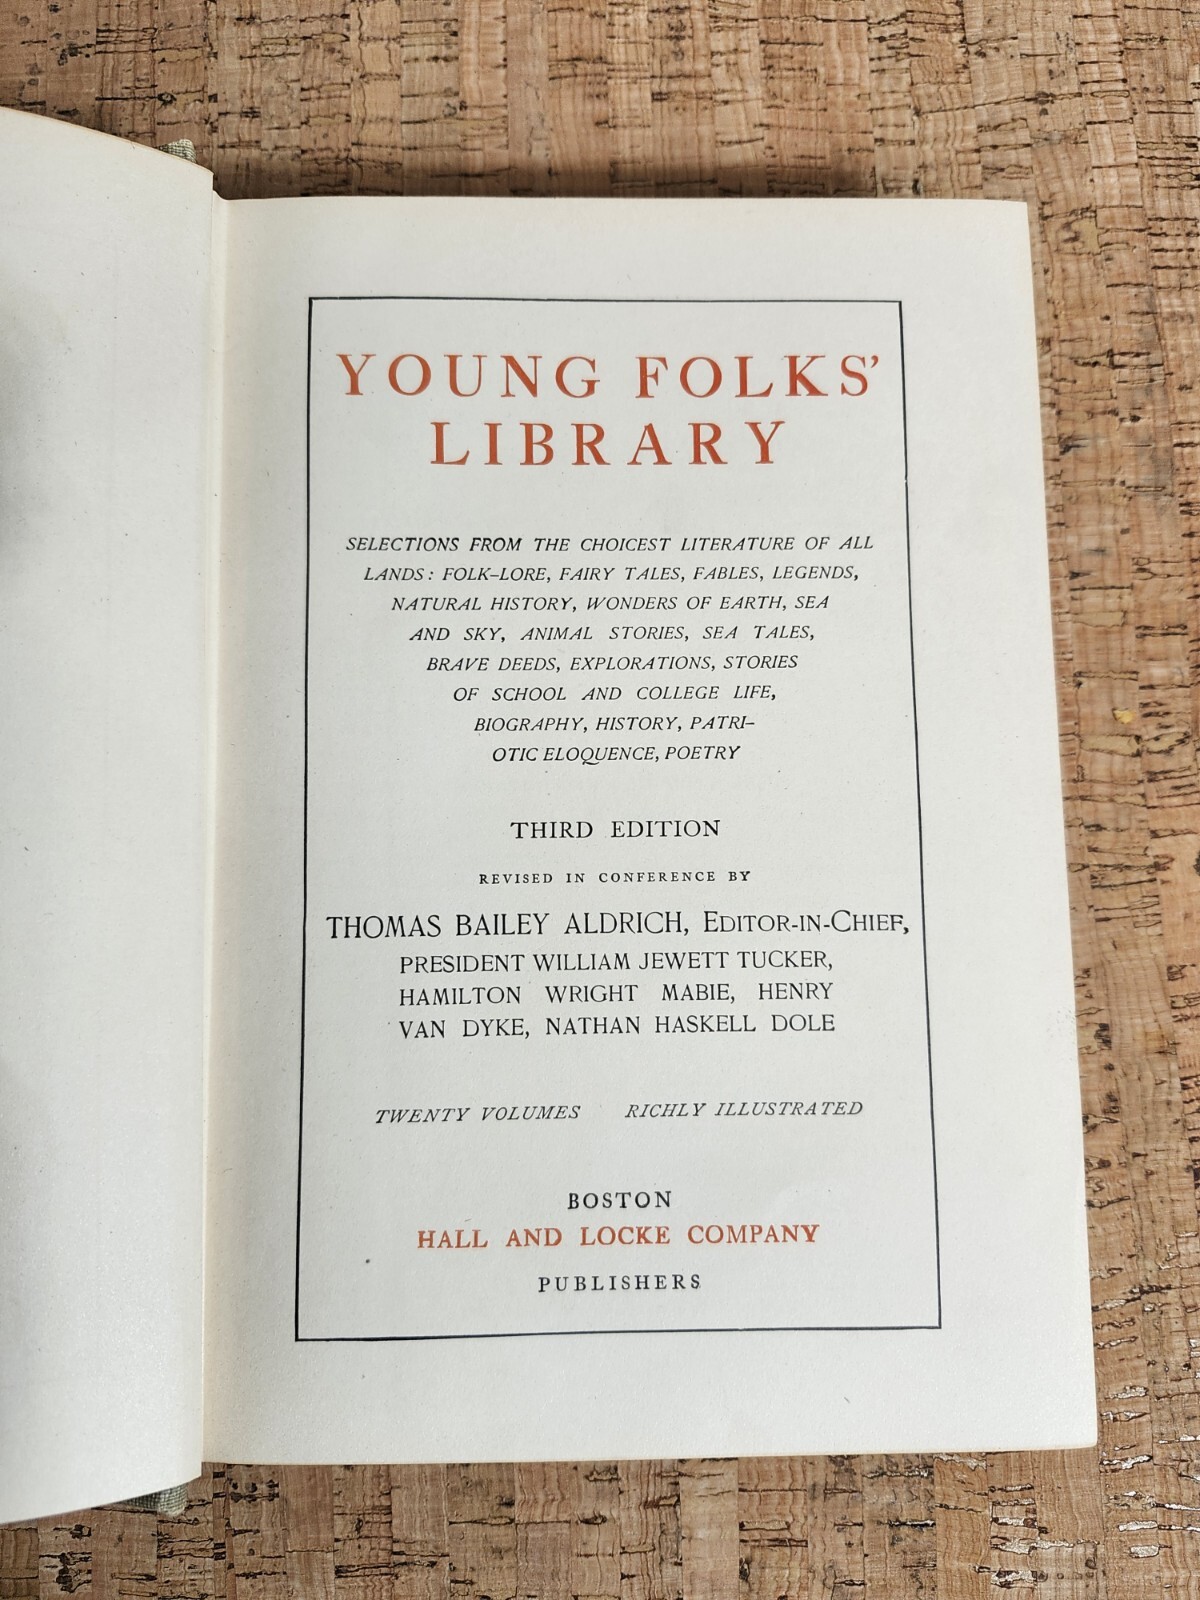 YOUNG FOLKS'
LIBRARY
SELECTIONS FROM THE CHOICEST LITERATURE OF ALL
LANDS: FOLK-LORE, FAIRY TALES, FABLES, LEGENDS,
NATURAL HISTORY, WONDERS OF EARTH, SEA
AND SKY, ANIMAL STORIES, SEA TALES,
BRAVE DEEDS, EXPLORATIONS, STORIES
OF SCHOOL AND COLLEGE LIFE,
BIOGRAPHY, HISTORY, PATRI-
OTIC ELOQUENCE, POETRY
THIRD EDITION
REVISED IN CONFERENCE BY
THOMAS BAILEY ALDRICH, EDITOR-IN-CHIEF,
PRESIDENT WILLIAM JEWETT TUCKER,
HAMILTON WRIGHT MABIE, HENRY
VAN DYKE, NATHAN HASKELL DOLE
TWENTY VOLUMES RICHLY ILLUSTRATED
BOSTON
HALL AND LOCKE COMPANY
PUBLISHERS